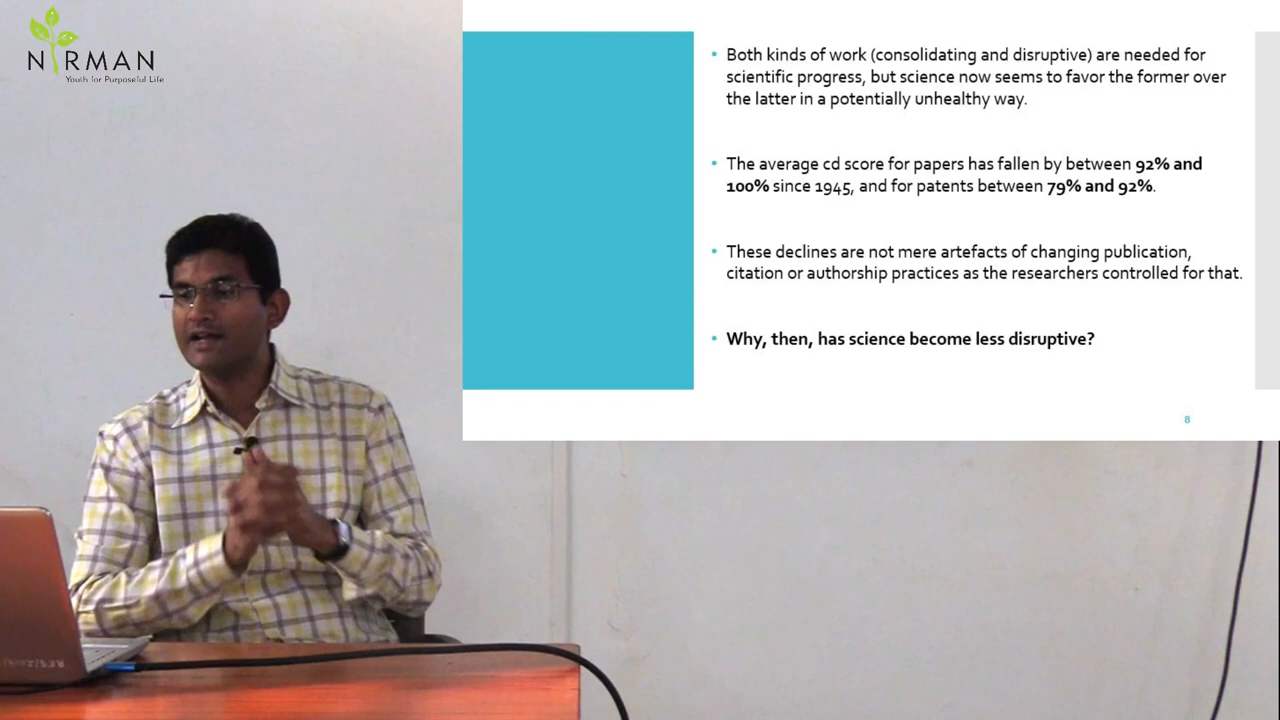 NIRMAN
Youth for Purposeful Life
• Both kinds of work (consolidating and disruptive) are needed for
scientific progress, but science now seems to favor the former over
the latter in a potentially unhealthy way.
• The average cd score for papers has fallen by between 92% and
100% since 1945, and for patents between 79% and 92%.
• These declines are not mere artefacts of changing publication,
citation or authorship practices as the researchers controlled for that.
• Why, then, has science become less disruptive?
8